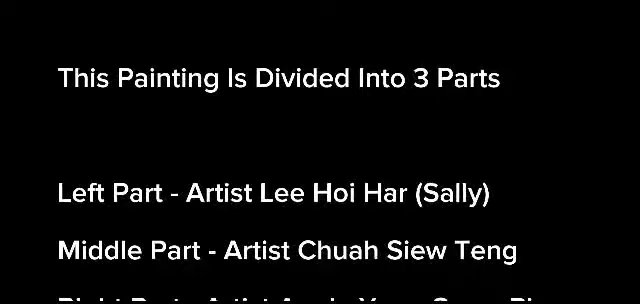 This Painting Is Divided Into 3 Parts
Left Part - Artist Lee Hoi Har (Sally)
Middle Part - Artist Chuah Siew Teng